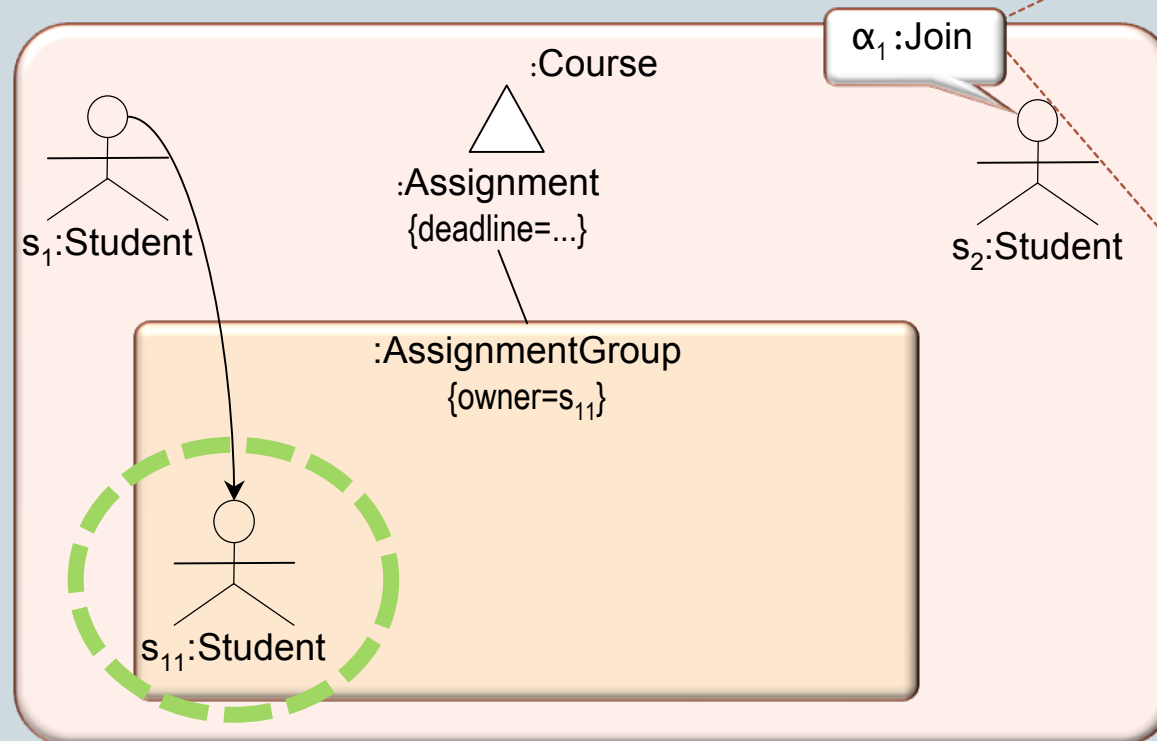 α₁ :Join
:Course
:Assignment
{deadline=...}
s₁:Student
s₂:Student
:AssignmentGroup
{owner=s₁₁}
s₁₁:Student